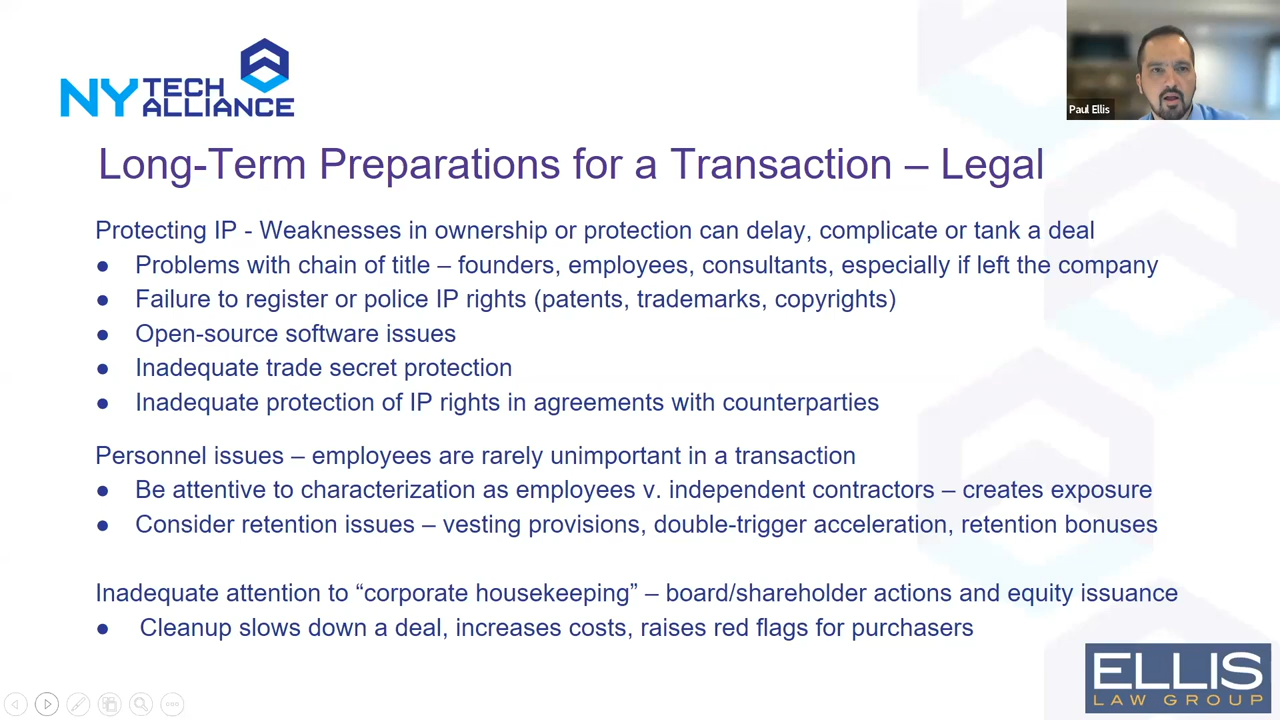 NY TECH
ALLIANCE
Paul Ellis
Long-Term Preparations for a Transaction – Legal
Protecting IP - Weaknesses in ownership or protection can delay, complicate or tank a deal
● Problems with chain of title – founders, employees, consultants, especially if left the company
● Failure to register or police IP rights (patents, trademarks, copyrights)
● Open-source software issues
● Inadequate trade secret protection
● Inadequate protection of IP rights in agreements with counterparties
Personnel issues – employees are rarely unimportant in a transaction
● Be attentive to characterization as employees v. independent contractors – creates exposure
● Consider retention issues – vesting provisions, double-trigger acceleration, retention bonuses
Inadequate attention to “corporate housekeeping” – board/shareholder actions and equity issuance
● Cleanup slows down a deal, increases costs, raises red flags for purchasers
ELLIS
LAW GROUP